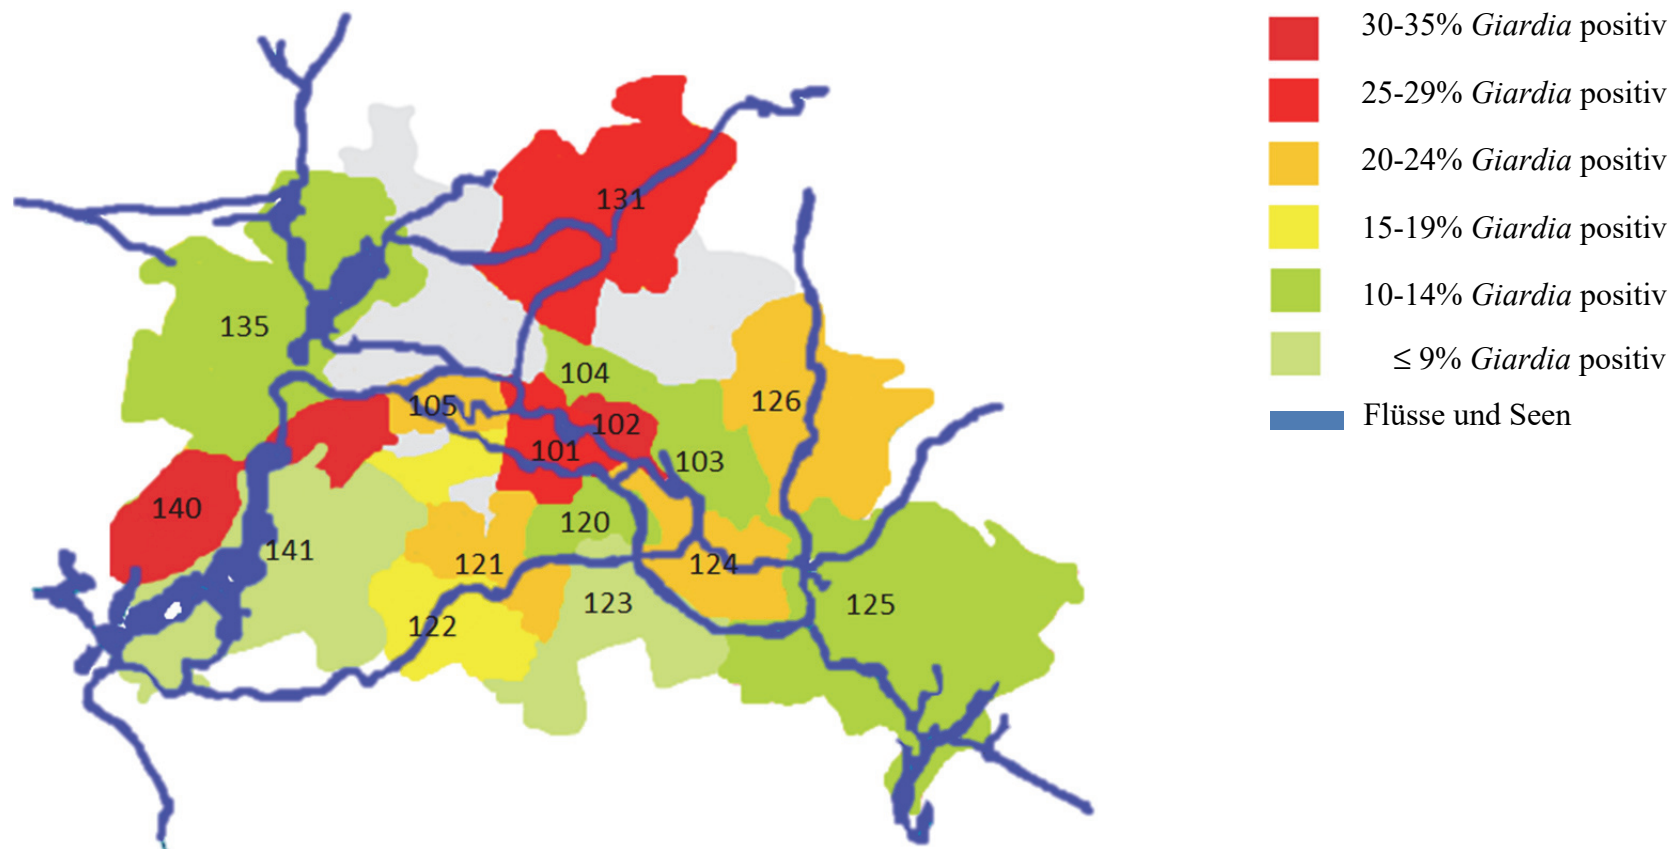 30-35% Giardia positiv
25-29% Giardia positiv
20-24% Giardia positiv
15-19% Giardia positiv
10-14% Giardia positiv
≤ 9% Giardia positiv
Flüsse und Seen
131
135
104
105
126
102
101
103
140
120
141
121
124
123
125
122